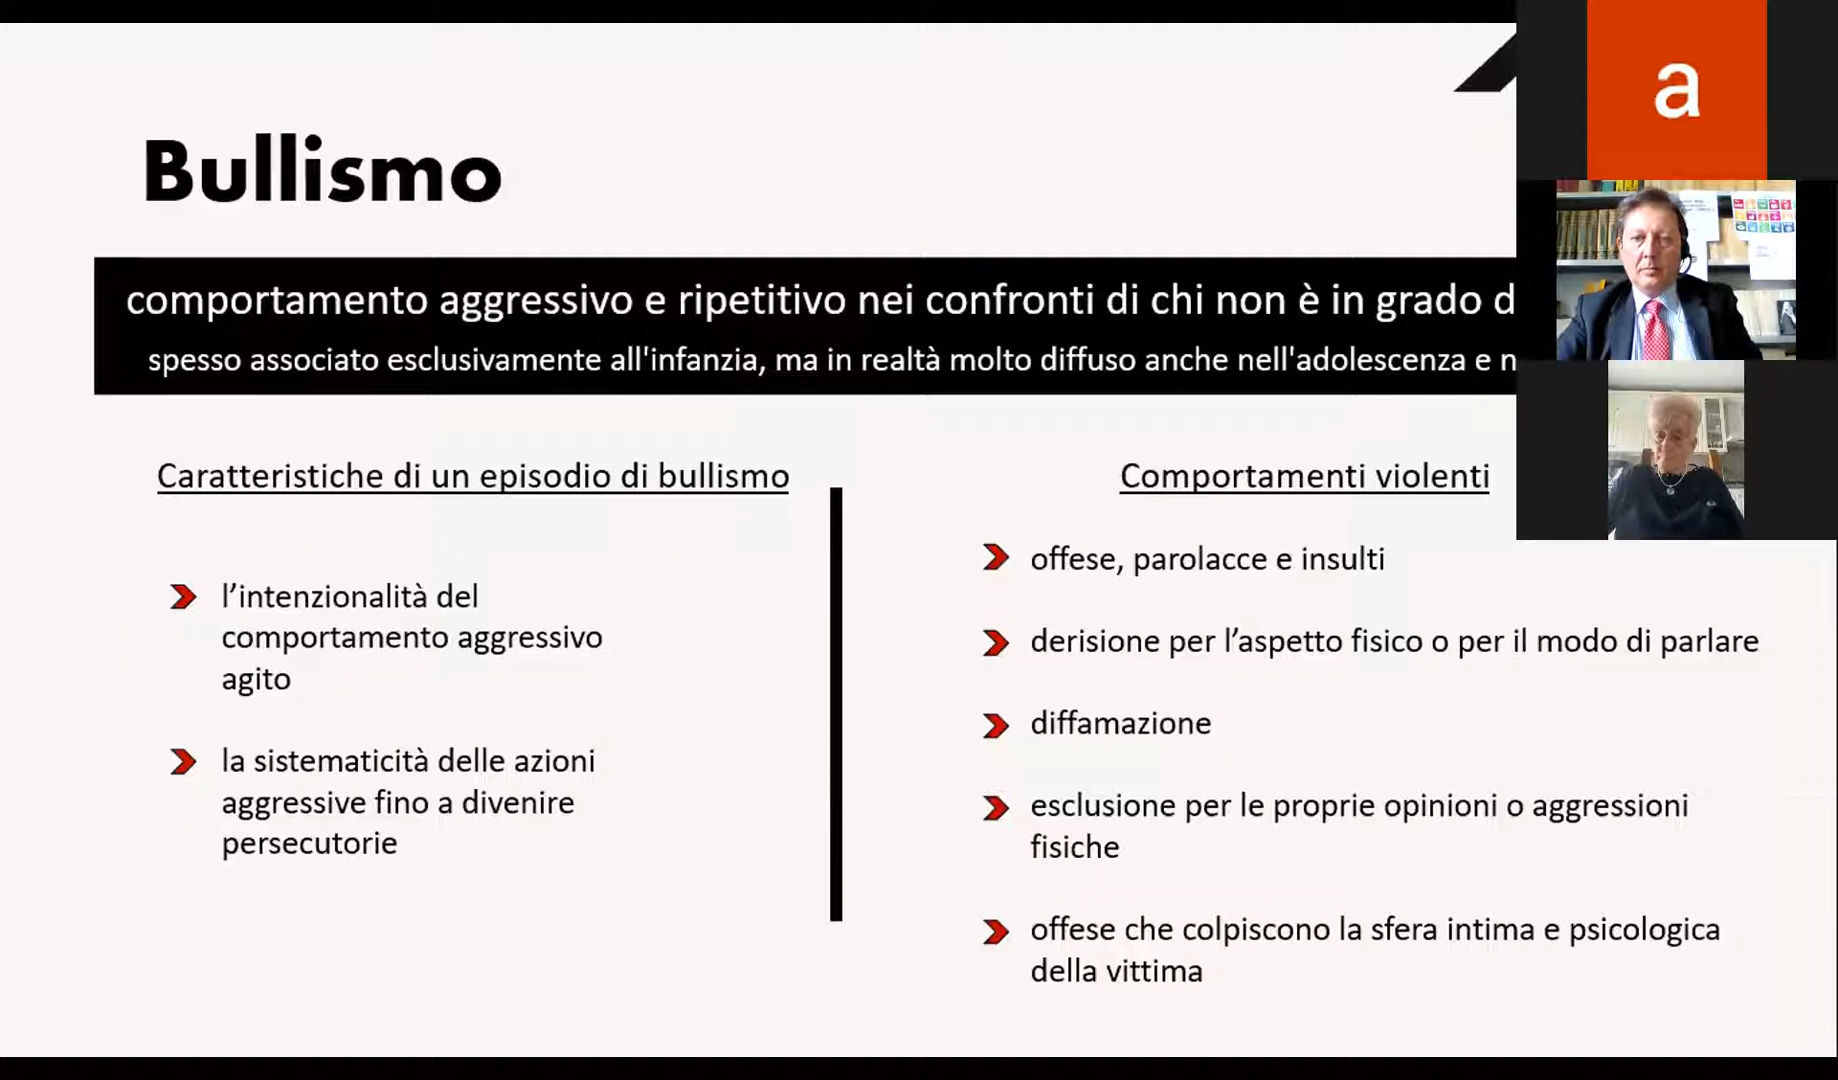 a
Bullismo
comportamento aggressivo e ripetitivo nei confronti di chi non è in grado d
spesso associato esclusivamente all'infanzia, ma in realtà molto diffuso anche nell'adolescenza e n
Caratteristiche di un episodio di bullismo
l’intenzionalità del
comportamento aggressivo
agito
la sistematicità delle azioni
aggressive fino a divenire
persecutorie
Comportamenti violenti
offese, parolacce e insulti
derisione per l’aspetto fisico o per il modo di parlare
diffamazione
esclusione per le proprie opinioni o aggressioni
fisiche
offese che colpiscono la sfera intima e psicologica
della vittima